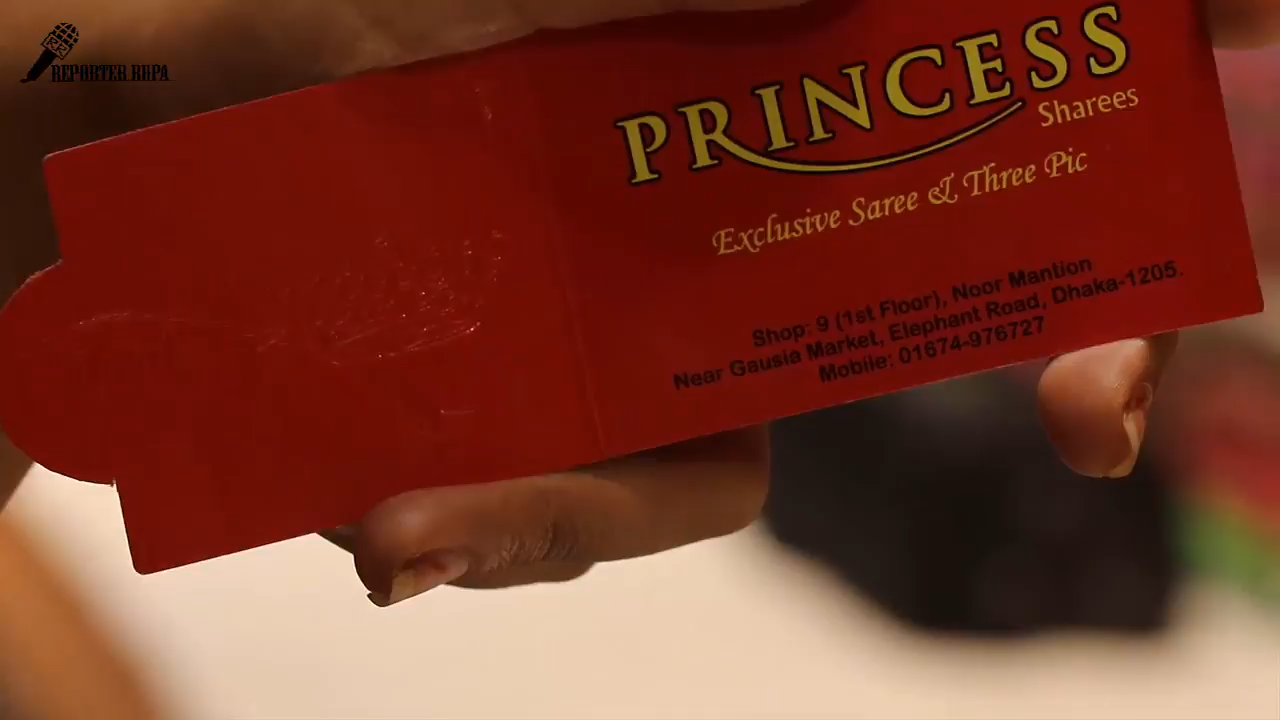 REPORTER BRPA
PRINCESS
Sharees
Exclusive Saree & Three Pic
Shop: 9 (1st Floor), Noor Mantion
Near Gausia Market, Elephant Road, Dhaka-1205.
Mobile: 01674-976727